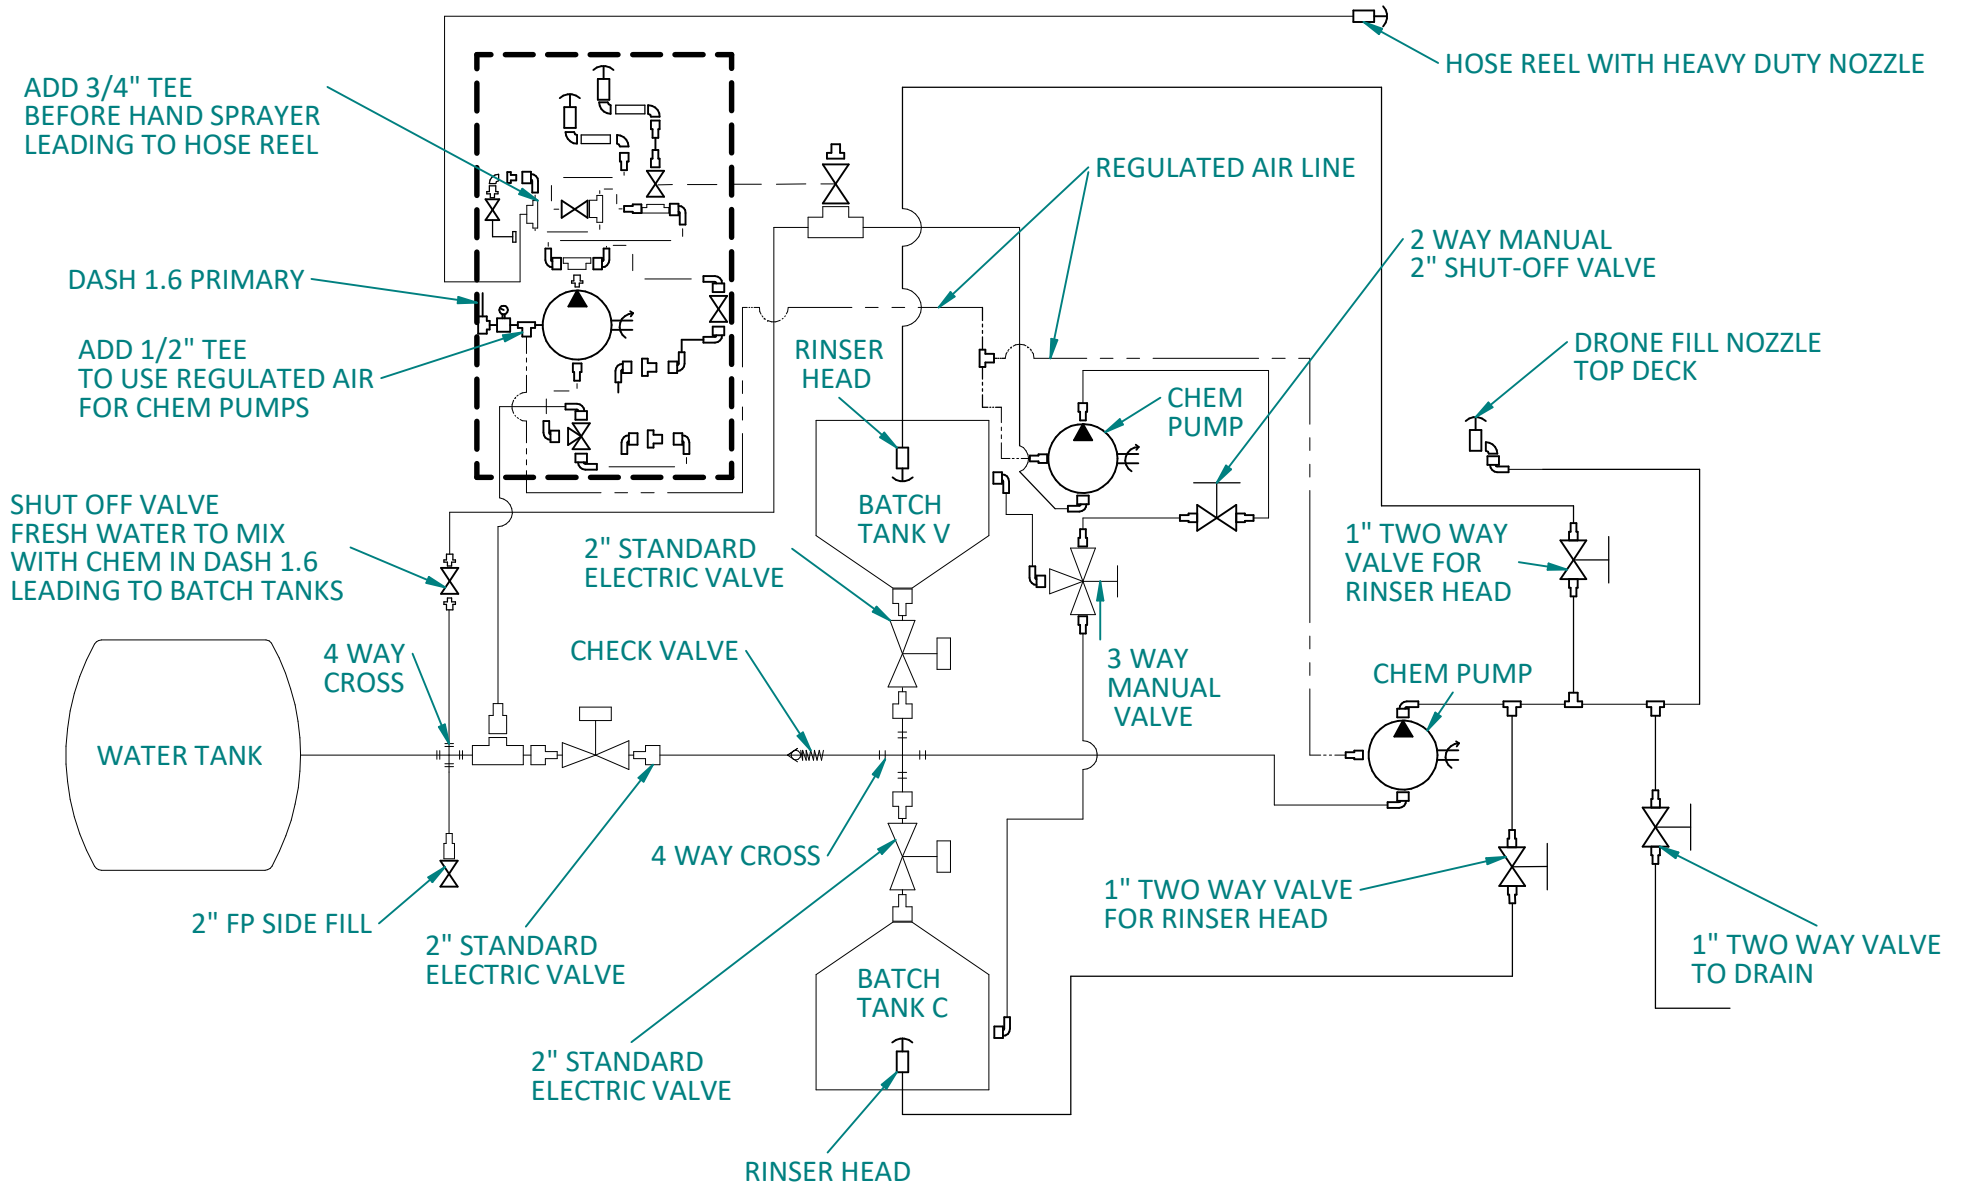 HOSE REEL WITH HEAVY DUTY NOZZLE
ADD 3/4" TEE
BEFORE HAND SPRAYER
LEADING TO HOSE REEL
REGULATED AIR LINE
2 WAY MANUAL
2" SHUT-OFF VALVE
DASH 1.6 PRIMARY
ADD 1/2" TEE
TO USE REGULATED AIR
FOR CHEM PUMPS
RINSER
HEAD
DRONE FILL NOZZLE
TOP DECK
CHEM
PUMP
SHUT OFF VALVE
FRESH WATER TO MIX
WITH CHEM IN DASH 1.6
LEADING TO BATCH TANKS
BATCH
TANK V
2" STANDARD
ELECTRIC VALVE
1" TWO WAY
VALVE FOR
RINSER HEAD
4 WAY
CROSS
CHECK VALVE
3 WAY
MANUAL
VALVE
CHEM PUMP
WATER TANK
4 WAY CROSS
2" FP SIDE FILL
2" STANDARD
ELECTRIC VALVE
1" TWO WAY VALVE
FOR RINSER HEAD
1" TWO WAY VALVE
TO DRAIN
BATCH
TANK C
2" STANDARD
ELECTRIC VALVE
RINSER HEAD